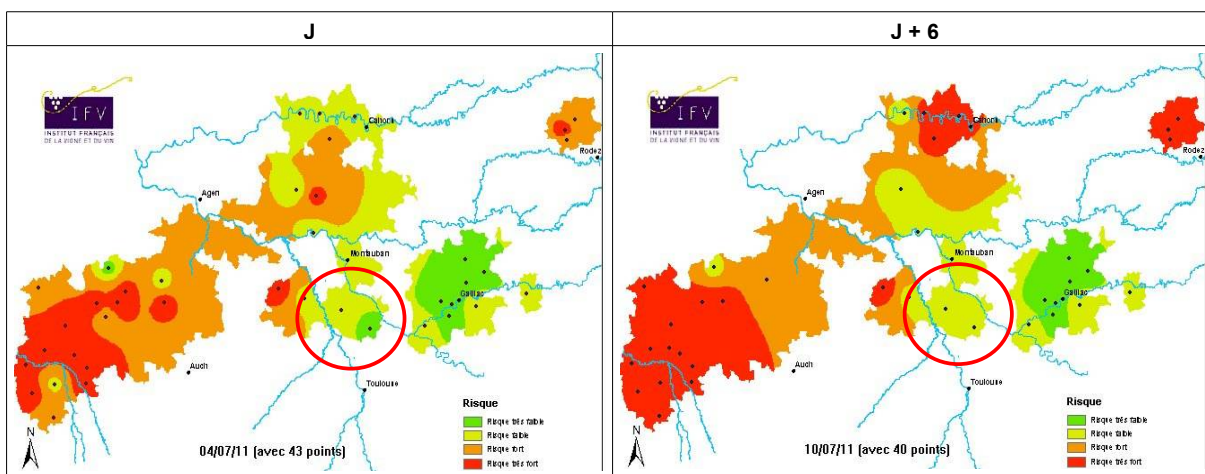 J
J + 6
IFV
INSTITUT FRANÇAIS
DE LA VIGNE ET DU VIN
Cahors
Rodez
Agen
Montauban
Gaillac
Auch
Toulouse
N
04/07/11 (avec 43 points)
Risque
Risque très faible
Risque faible
Risque fort
Risque très fort
IFV
INSTITUT FRANÇAIS
DE LA VIGNE ET DU VIN
Cahors
Rodez
Agen
Montauban
Gaillac
Auch
Toulouse
N
10/07/11 (avec 40 points)
Risque
Risque très faible
Risque faible
Risque fort
Risque très fort